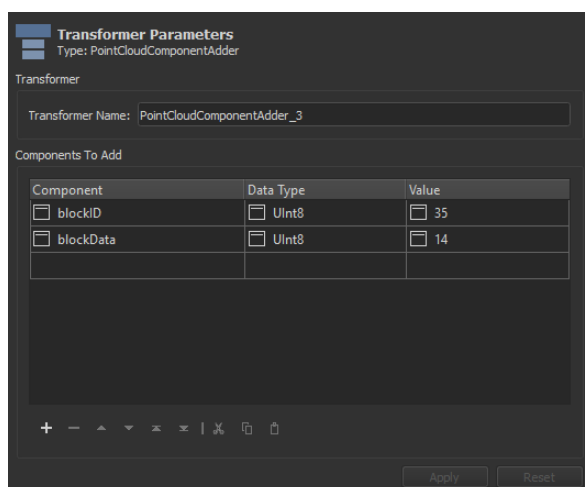 Transformer Parameters
Type: PointCloudComponentAdder
Transformer
Transformer Name: PointCloudComponentAdder_3
Components To Add
Component Data Type Value
blockID UInt8 35
blockData UInt8 14
Apply Reset